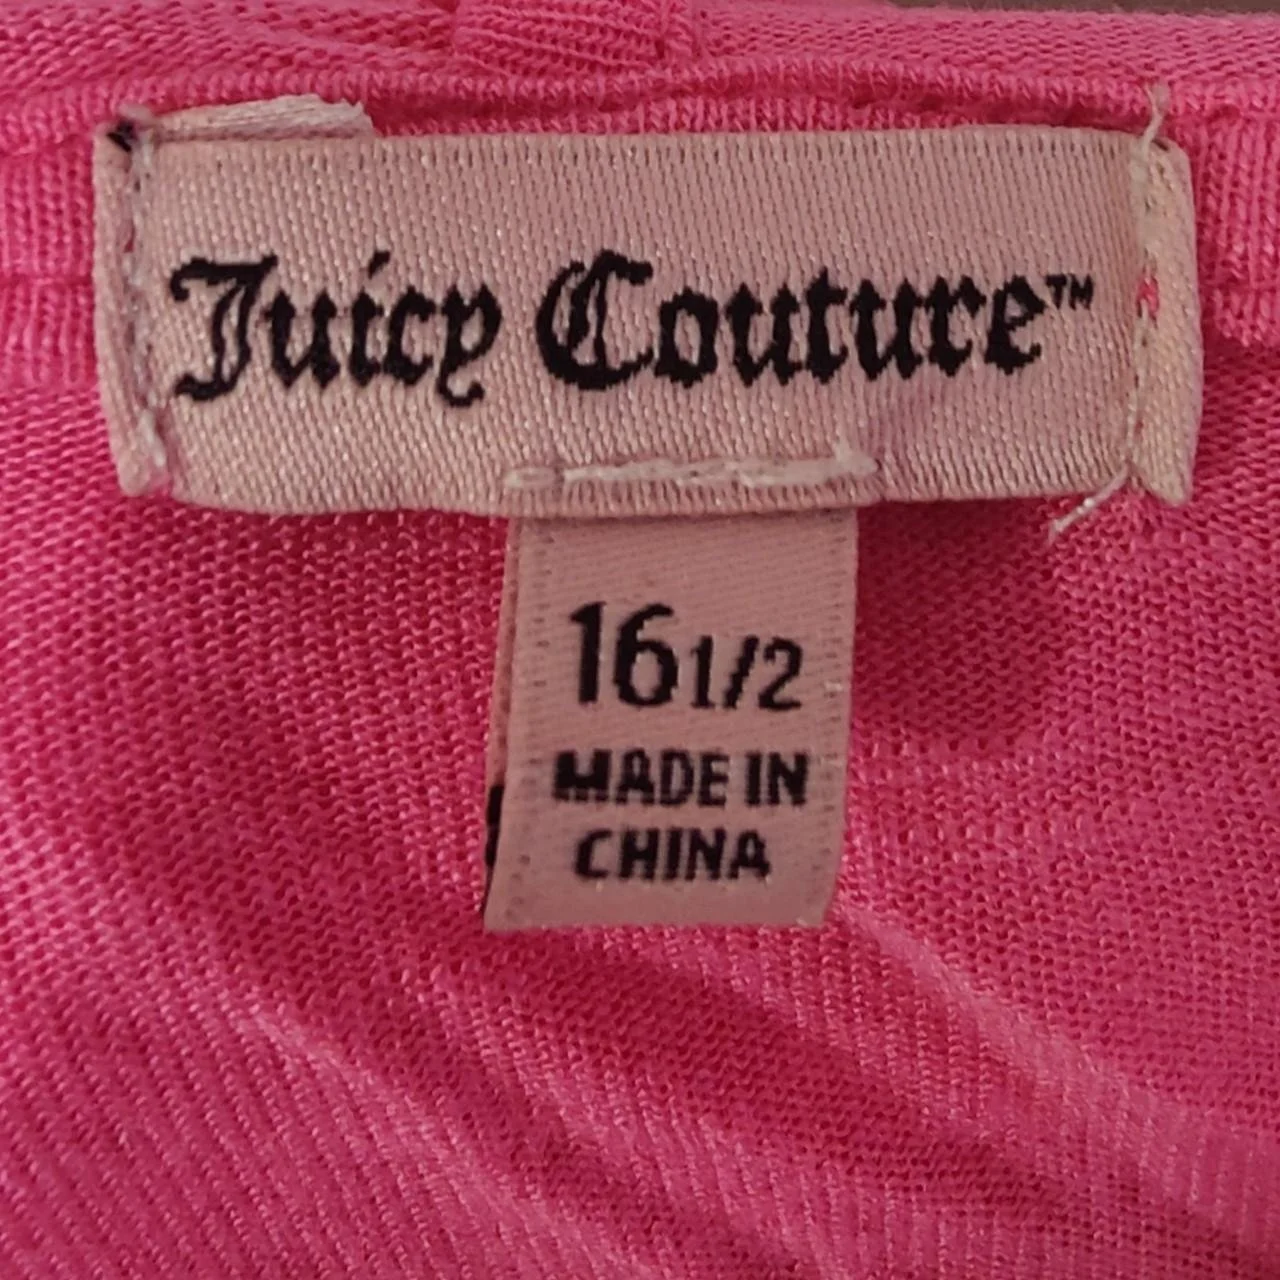 Juicy Couture™
16 1/2
MADE IN
CHINA